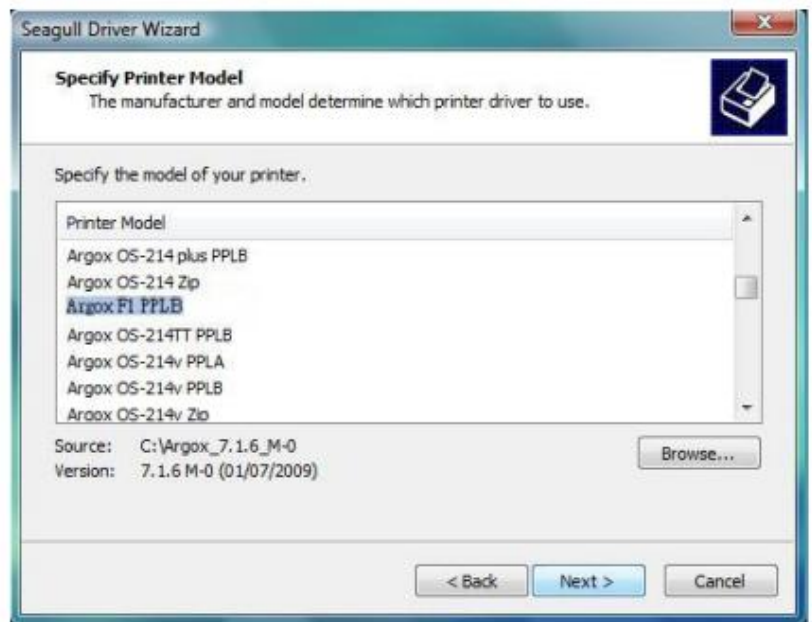 Seagull Driver Wizard
Specify Printer Model
The manufacturer and model determine which printer driver to use.
Specify the model of your printer.
Printer Model
Argox OS-214 plus PPLB
Argox OS-214 Zip
Argox F1 PPLB
Argox OS-214TT PPLB
Argox OS-214v PPLA
Argox OS-214v PPLB
Argox OS-214v Zip
Source: C:\Argox_7.1.6_M-0
Browse...
Version: 7.1.6 M-0 (01/07/2009)
< Back Next > Cancel